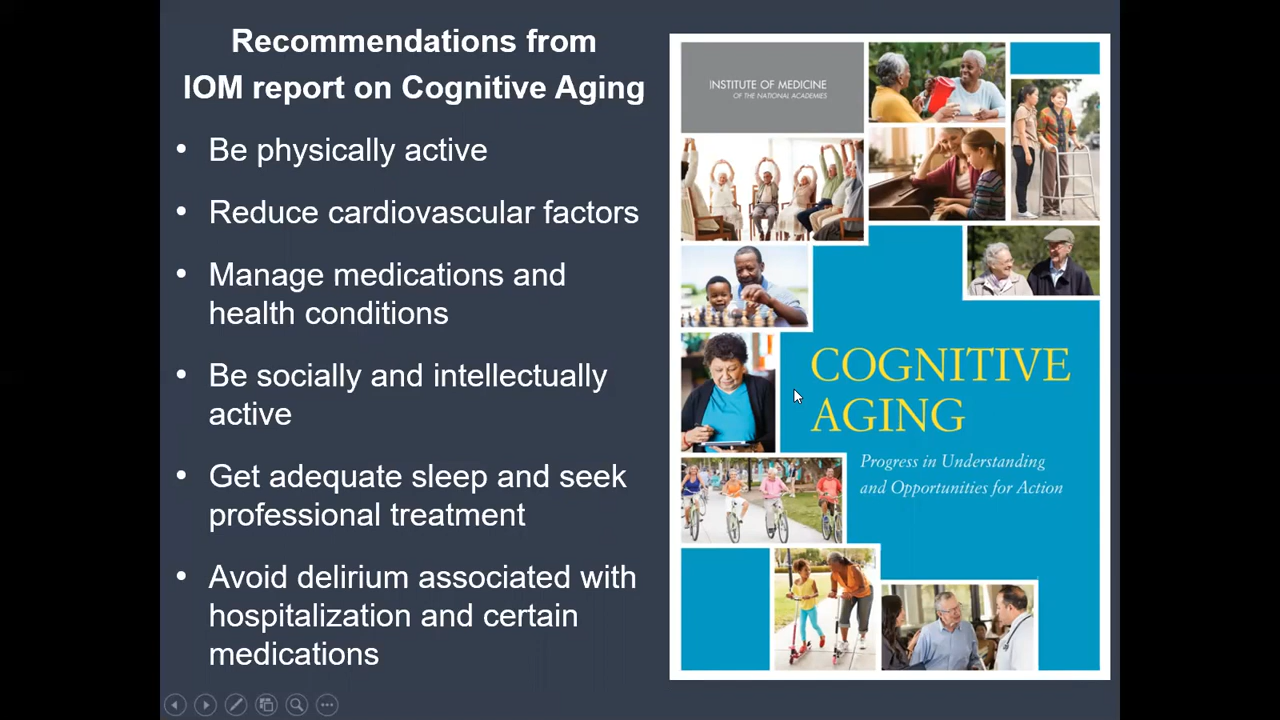 Recommendations from
IOM report on Cognitive Aging
• Be physically active
• Reduce cardiovascular factors
• Manage medications and
health conditions
• Be socially and intellectually
active
• Get adequate sleep and seek
professional treatment
• Avoid delirium associated with
hospitalization and certain
medications
INSTITUTE OF MEDICINE
OF THE NATIONAL ACADEMIES
COGNITIVE
AGING
Progress in Understanding
and Opportunities for Action